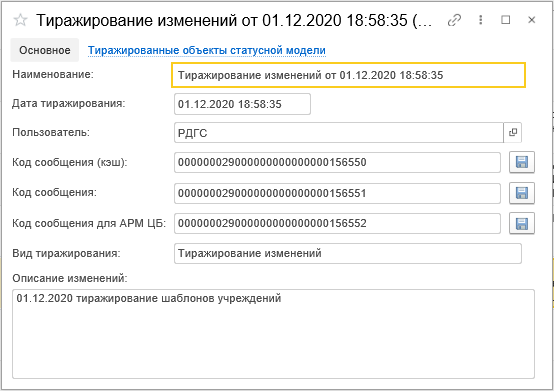 Тиражирование изменений от 01.12.2020 18:58:35 (...
Основное Тиражированные объекты статусной модели
Наименование: Тиражирование изменений от 01.12.2020 18:58:35
Дата тиражирования: 01.12.2020 18:58:35
Пользователь: РДГС
Код сообщения (кэш): 000000029000000000000000156550
Код сообщения: 000000029000000000000000156551
Код сообщения для АРМ ЦБ: 000000029000000000000000156552
Вид тиражирования: Тиражирование изменений
Описание изменений:
01.12.2020 тиражирование шаблонов учреждений